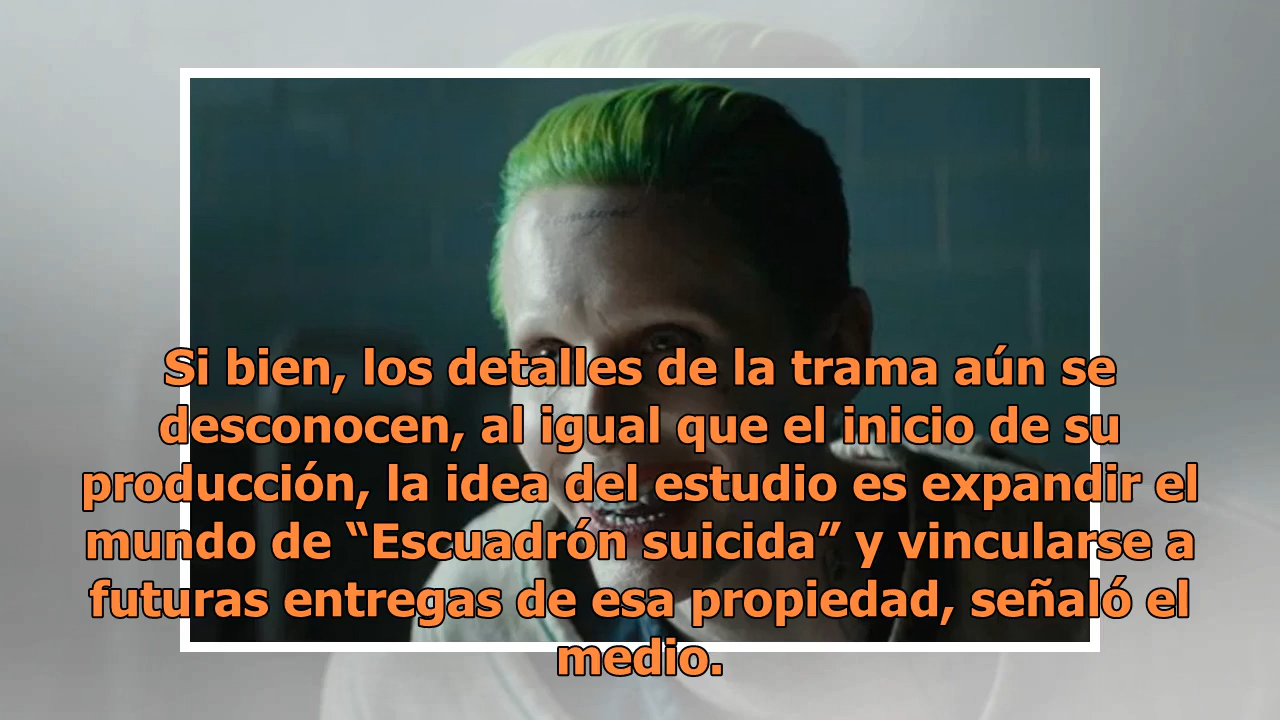 Si bien, los detalles de la trama aún se
desconocen, al igual que el inicio de su
producción, la idea del estudio es expandir el
mundo de “Escuadrón suicida” y vincularse a
futuras entregas de esa propiedad, señaló el
medio.